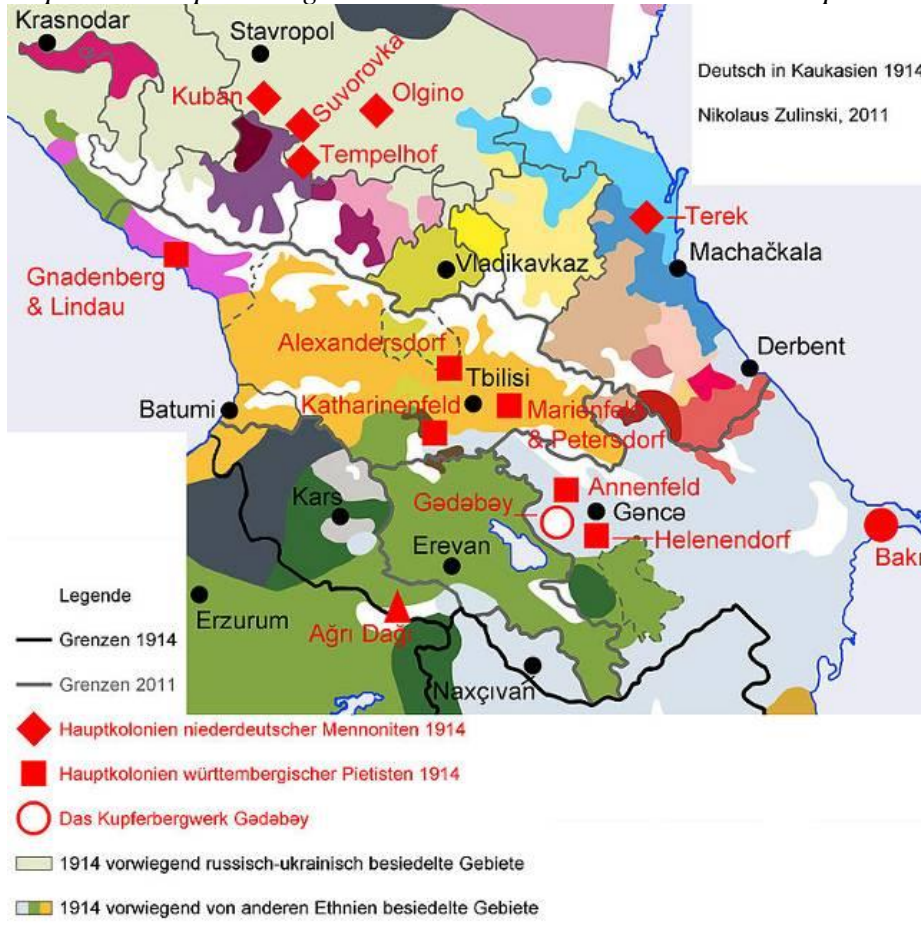 Krasnodar
Stavropol
Deutsch in Kaukasien 1914
Nikolaus Zulinski, 2011
Kuban
Suvorovka
Olgino
Tempelhof
Terek
Machačkala
Vladikavkaz
Gnadenberg
& Lindau
Alexandersdorf
Derbent
Tbilisi
Batumi
Katharinenfeld
Marienfeld
& Petersdorf
Annenfeld
Kars
Gədəbəy
Gəncə
Helenendorf
Erevan
Legende
Erzurum
Ağrı Dağı
Grenzen 1914
Grenzen 2011
Naxçıvan
Hauptkolonien niederdeutscher Mennoniten 1914
Hauptkolonien württembergischer Pietisten 1914
Das Kupferbergwerk Gədəbəy
1914 vorwiegend russisch-ukrainisch besiedelte Gebiete
1914 vorwiegend von anderen Ethnien besiedelte Gebiete